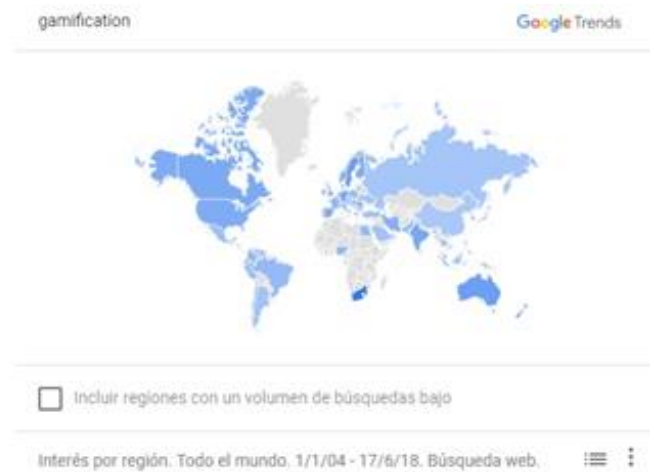 gamification
Google Trends
Incluir regiones con un volumen de búsquedas bajo
Interés por región. Todo el mundo. 1/1/04 - 17/6/18. Búsqueda web.